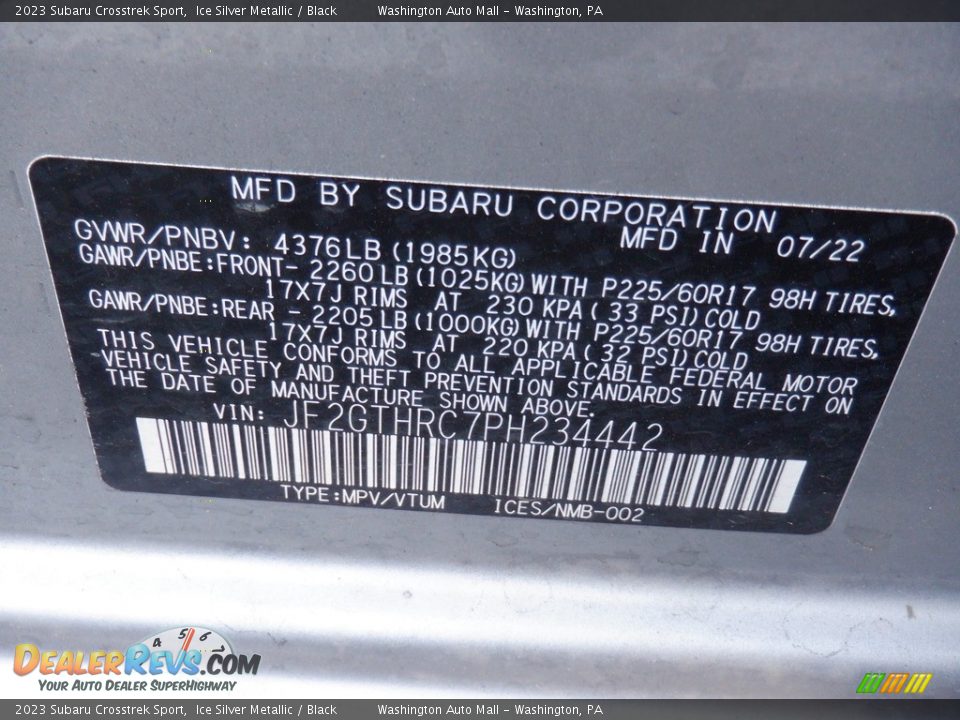 2023 Subaru Crosstrek Sport, Ice Silver Metallic / Black Washington Auto Mall - Washington, PA
MFD BY SUBARU CORPORATION
MFD IN 07/22
GVWR/PNBV: 4376LB (1985KG)
GAWR/PNBE:FRONT- 2260LB (1025KG) WITH P225/60R17 98H TIRES,
17X7J RIMS AT 230 KPA ( 33 PSI) COLD
GAWR/PNBE:REAR - 2205LB (1000KG) WITH P225/60R17 98H TIRES,
17X7J RIMS AT 220 KPA ( 32 PSI) COLD
THIS VEHICLE CONFORMS TO ALL APPLICABLE FEDERAL MOTOR
VEHICLE SAFETY AND THEFT PREVENTION STANDARDS IN EFFECT ON
THE DATE OF MANUFACTURE SHOWN ABOVE.
VIN: JF2GTHRC7PH234442
TYPE:MPV/VTUM ICES/NMB-002
4 5 6 7
DEALERREVS.COM
YOUR AUTO DEALER SUPERHIGHWAY
2023 Subaru Crosstrek Sport, Ice Silver Metallic / Black Washington Auto Mall - Washington, PA